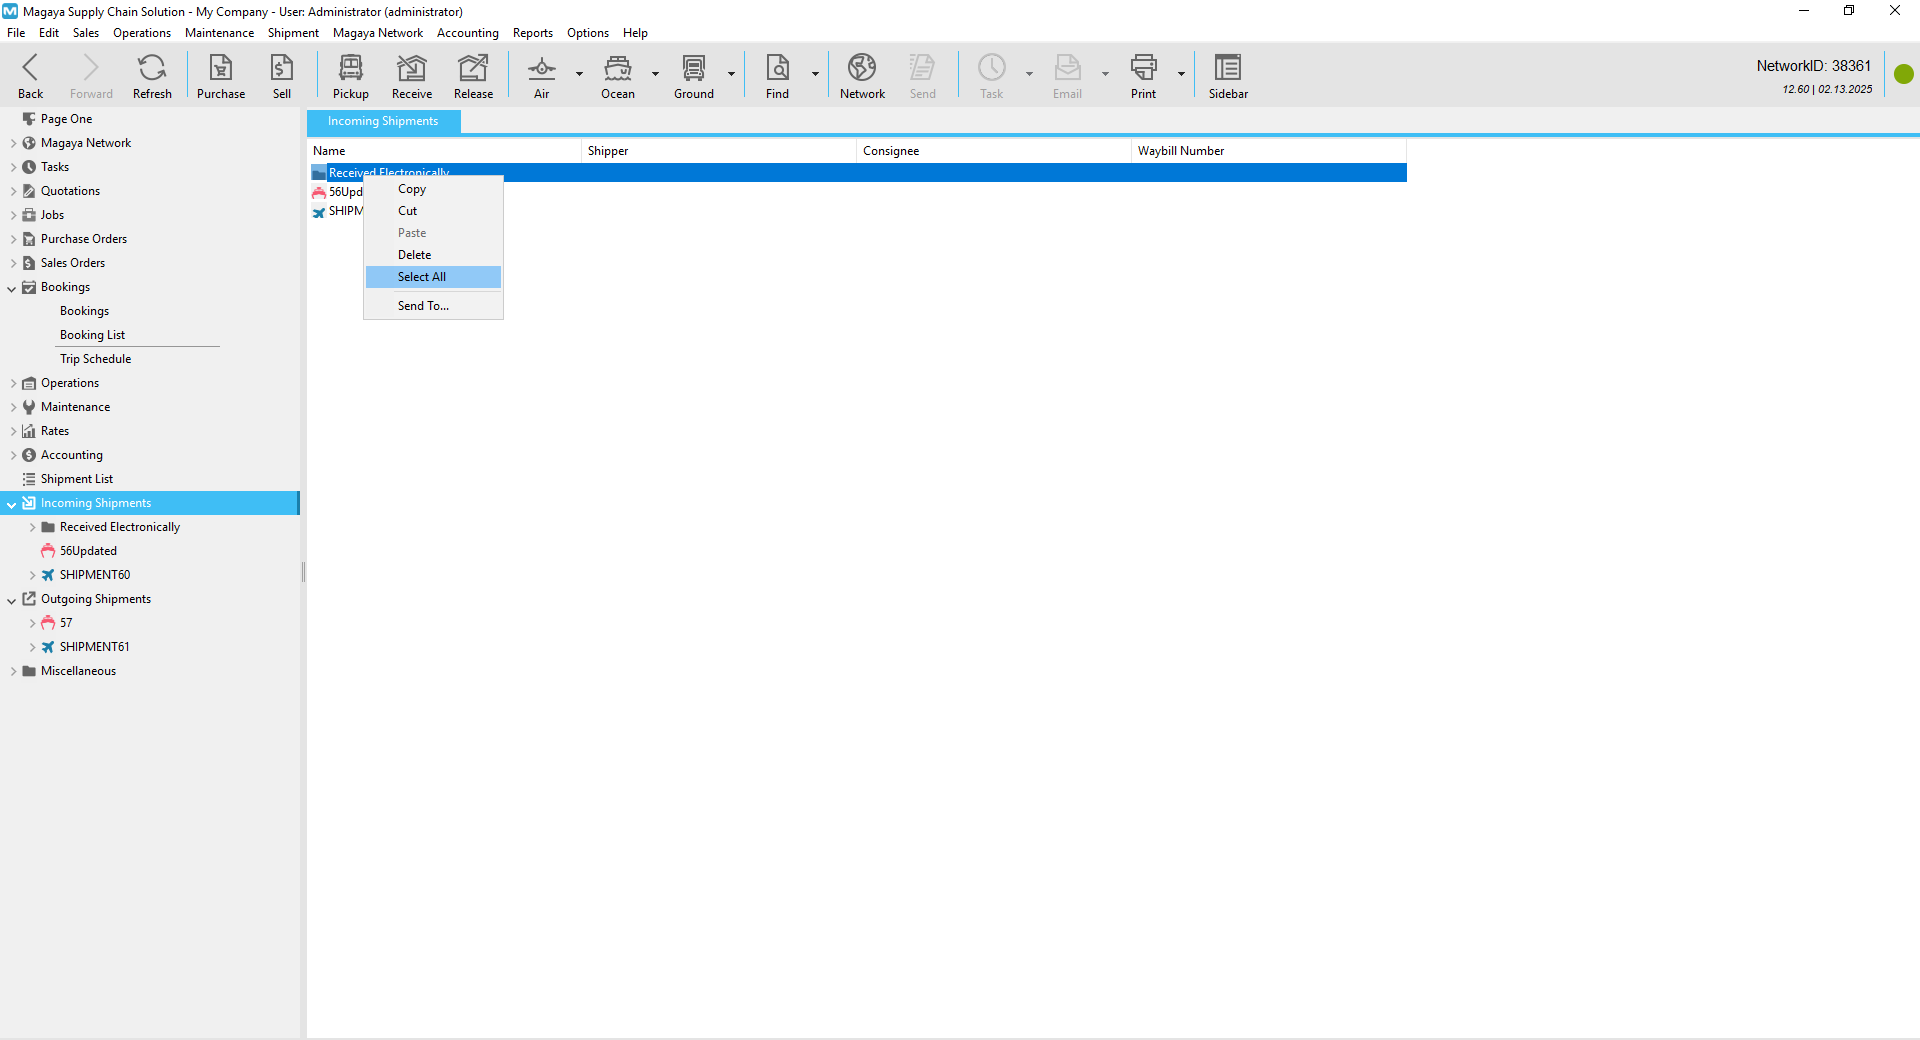 Magaya Supply Chain Solution - My Company - User: Administrator (administrator)
File Edit Sales Operations Maintenance Shipment Magaya Network Accounting Reports Options Help
Back Forward Refresh Purchase Sell Pickup Receive Release Air Ocean Ground Find Network Send Task Email Print Sidebar
NetworkID: 38361
12.60 | 02.13.2025
Page One
Magaya Network
Tasks
Quotations
Jobs
Purchase Orders
Sales Orders
Bookings
Bookings
Booking List
Trip Schedule
Operations
Maintenance
Rates
Accounting
Shipment List
Incoming Shipments
Received Electronically
56Updated
SHIPMENT60
Outgoing Shipments
57
SHIPMENT61
Miscellaneous
Incoming Shipments
Name Shipper Consignee Waybill Number
Received Electronically
56Upd
SHIPM
Copy
Cut
Paste
Delete
Select All
Send To...